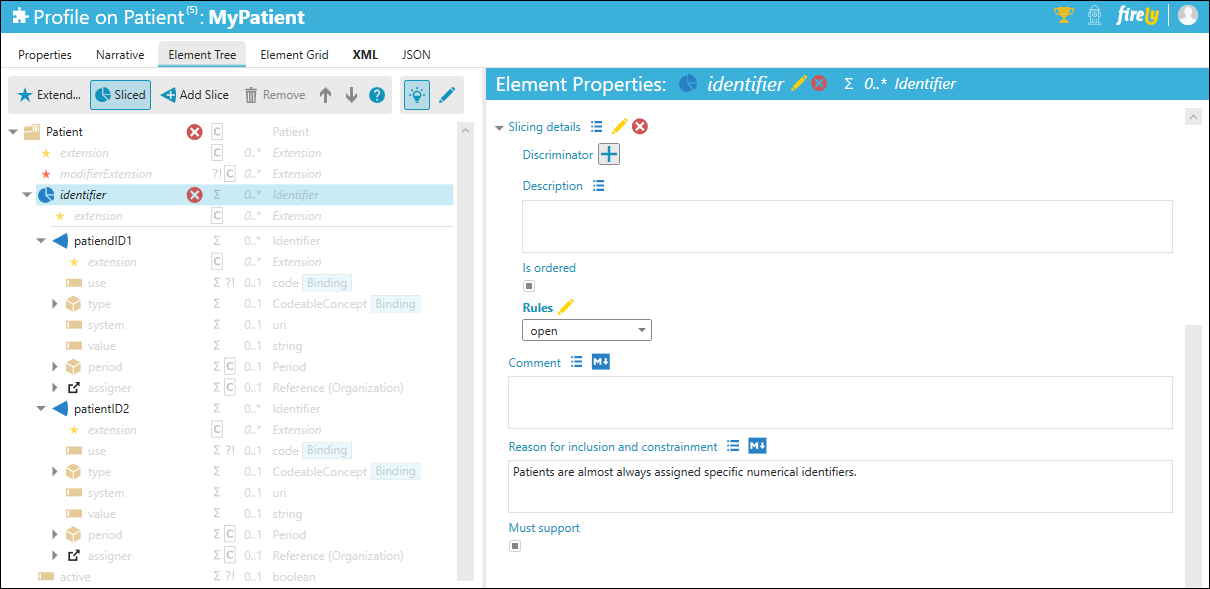 Profile on Patient(5): MyPatient
firely
Properties Narrative Element Tree Element Grid XML JSON
Extend... Sliced Add Slice Remove ?
Patient C Patient
extension C 0..* Extension
modifierExtension ?! C 0..* Extension
identifier Σ 0..* Identifier
extension C 0..* Extension
patiendID1 Σ 0..* Identifier
extension C 0..* Extension
use Σ ?! 0..1 code Binding
type Σ 0..1 CodeableConcept Binding
system Σ 0..1 uri
value Σ 0..1 string
period Σ C 0..1 Period
assigner Σ C 0..1 Reference (Organization)
patientID2 Σ 0..* Identifier
extension C 0..* Extension
use Σ ?! 0..1 code Binding
type Σ 0..1 CodeableConcept Binding
system Σ 0..1 uri
value Σ 0..1 string
period Σ C 0..1 Period
assigner Σ C 0..1 Reference (Organization)
active Σ ?! 0..1 boolean
Element Properties: identifier Σ 0..* Identifier
Slicing details
Discriminator
Description
Is ordered
Rules
open
Comment M↓
Reason for inclusion and constrainment M↓
Patients are almost always assigned specific numerical identifiers.
Must support